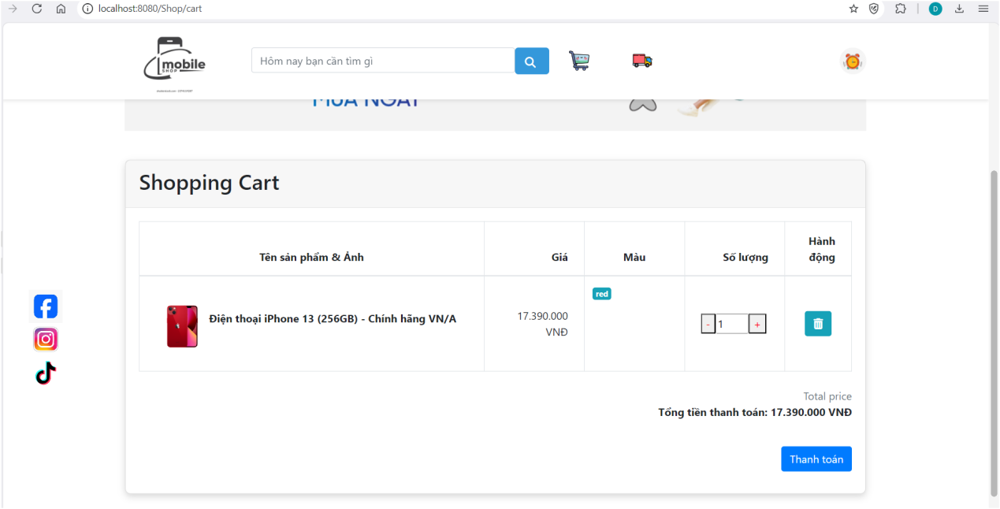 localhost:8080/Shop/cart
D
mobile
SHOP
Hôm nay bạn cần tìm gì
MUA NGAY
Shopping Cart
Tên sản phẩm & Ảnh
Giá
Màu
Số lượng
Hành
động
Điện thoại iPhone 13 (256GB) - Chính hãng VN/A
17.390.000
VNĐ
red
-
1
+
Total price
Tổng tiền thanh toán: 17.390.000 VNĐ
Thanh toán